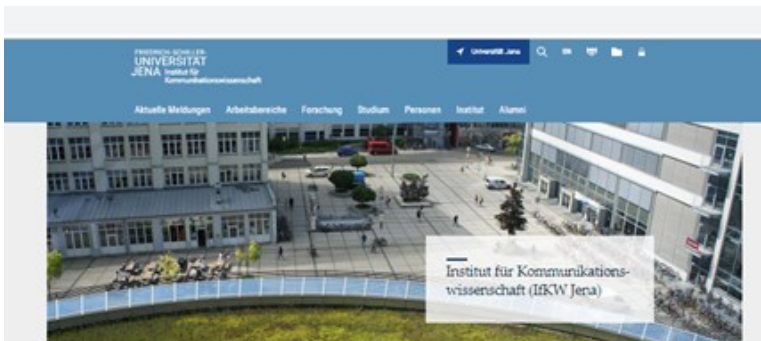 FRIEDRICH-SCHILLER-
UNIVERSITÄT
JENA Institut für
Kommunikationswissenschaft
Universität Jena
EN
Aktuelle Meldungen Arbeitsbereiche Forschung Studium Personen Institut Alumni
Institut für Kommunikations-
wissenschaft (IfKW Jena)